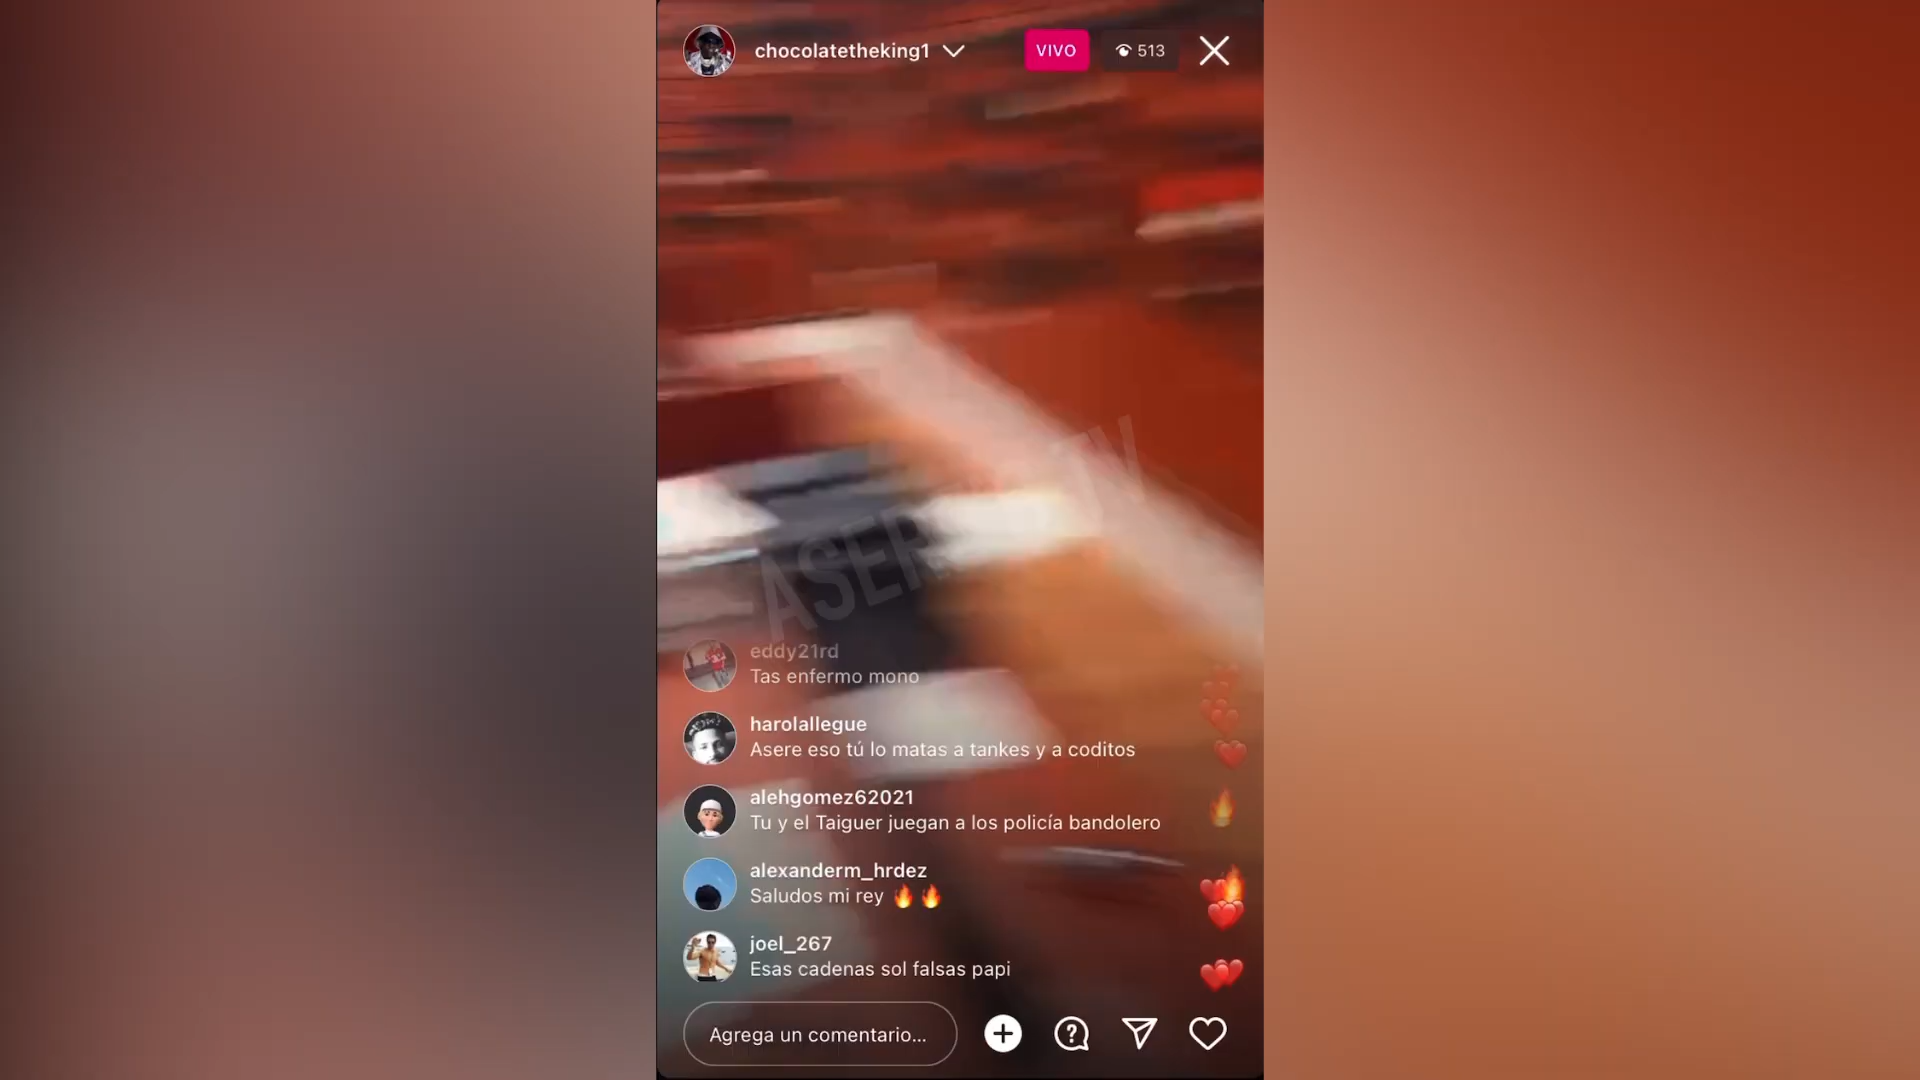 chocolatetheking1
VIVO
513
TV
eddy21rd
Tas enfermo mono
harolallegue
Asere eso tú lo matas a tankes y a coditos
alehgomez62021
Tu y el Taiguer juegan a los policía bandolero
alexanderm_hrdez
Saludos mi rey 🔥 🔥
joel_267
Esas cadenas sol falsas papi
Agrega un comentario...